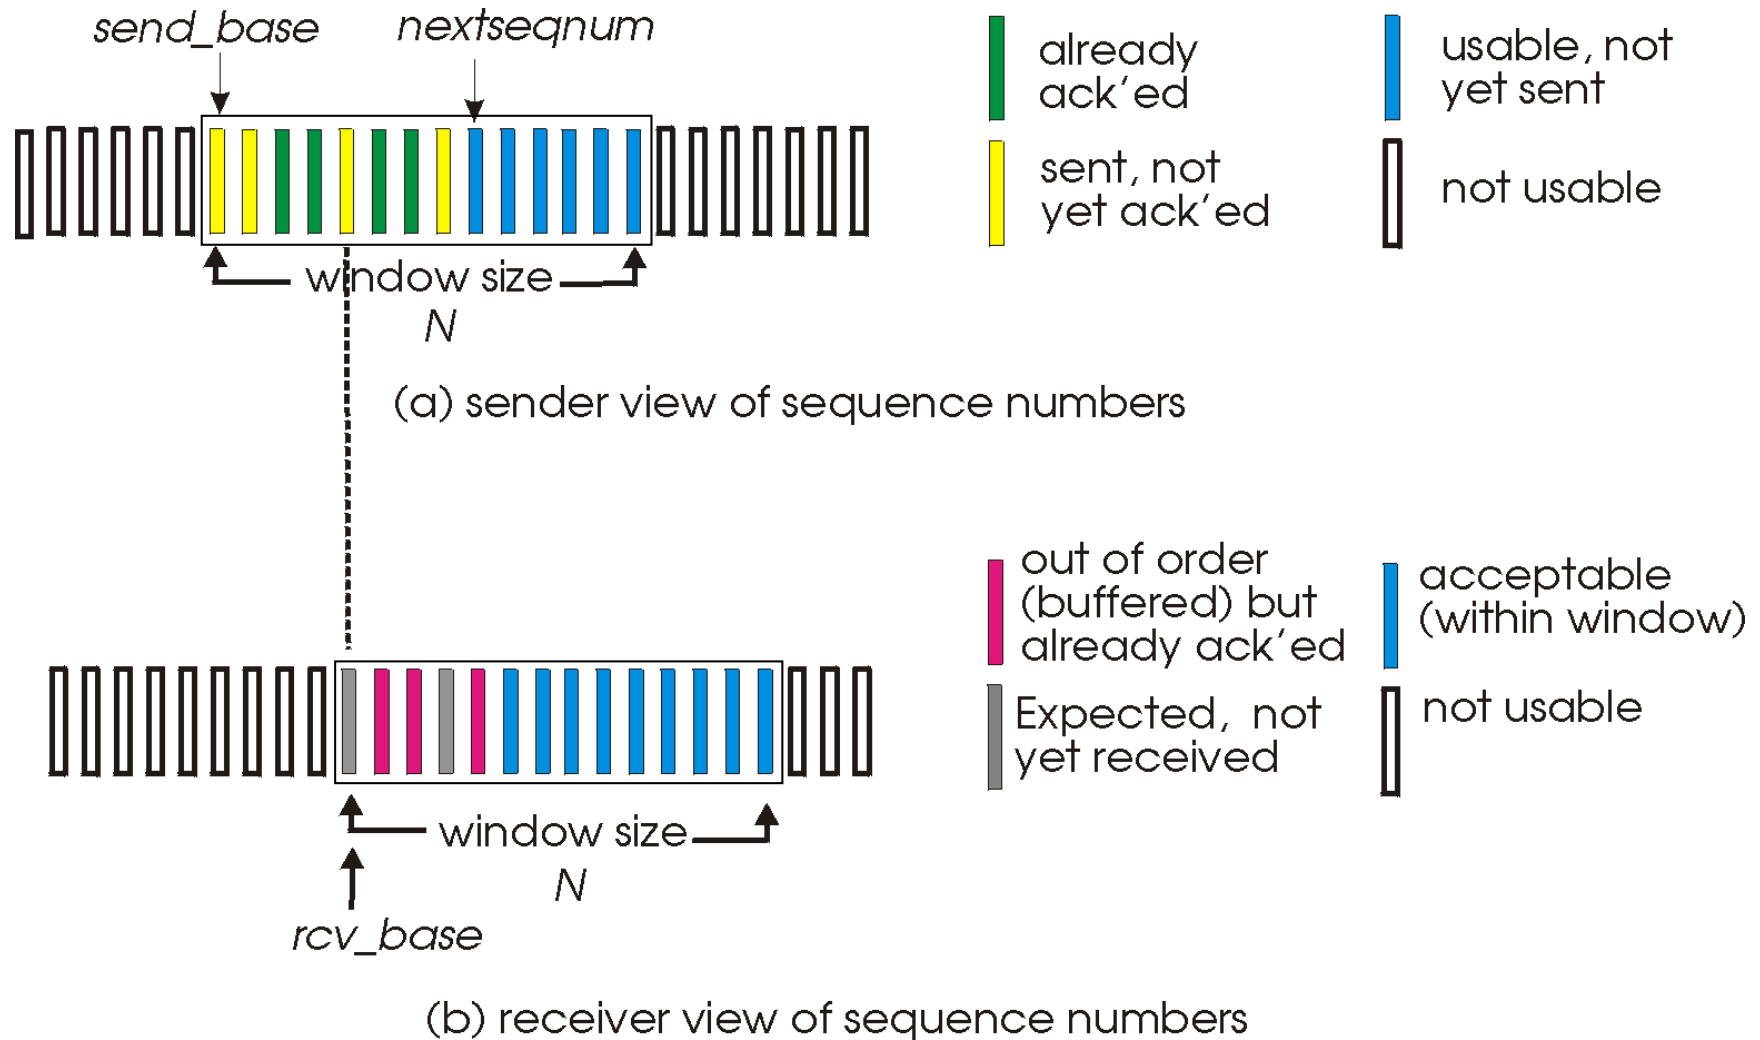 send_base
nextseqnum
already
ack'ed
usable, not
yet sent
sent, not
yet ack'ed
not usable
window size
N
(a) sender view of sequence numbers
out of order
(buffered) but
already ack'ed
acceptable
(within window)
Expected, not
yet received
not usable
window size
N
rcv_base
(b) receiver view of sequence numbers